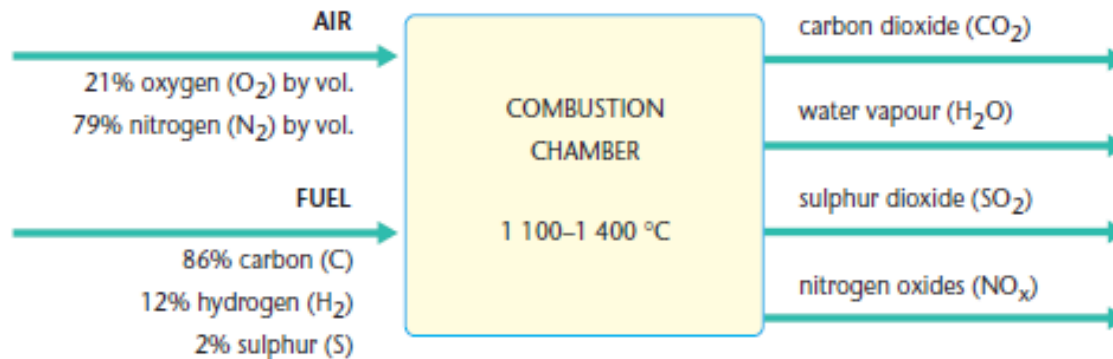 AIR
21% oxygen (O₂) by vol.
79% nitrogen (N₂) by vol.
FUEL
86% carbon (C)
12% hydrogen (H₂)
2% sulphur (S)
COMBUSTION
CHAMBER
1 100–1 400 °C
carbon dioxide (CO₂)
water vapour (H₂O)
sulphur dioxide (SO₂)
nitrogen oxides (NOₓ)